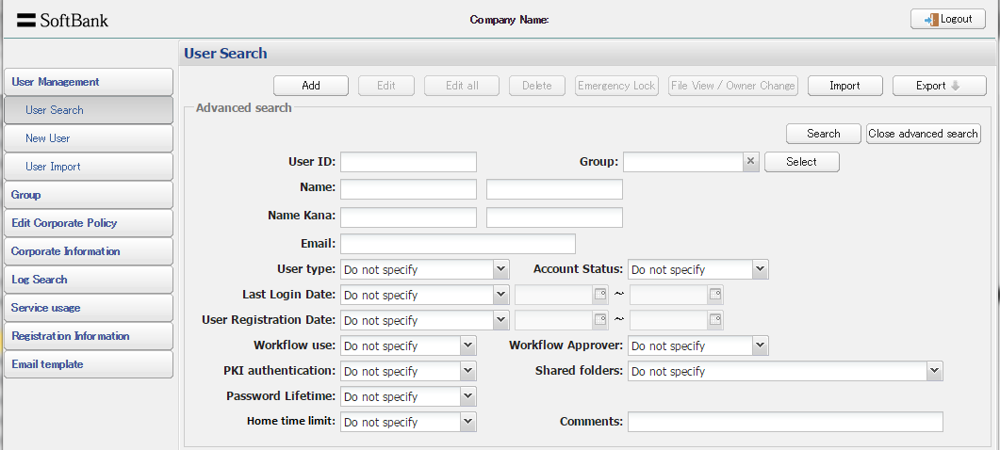 SoftBank
Company Name:
Logout
User Search
User Management
User Search
New User
User Import
Group
Edit Corporate Policy
Corporate Information
Log Search
Service usage
Registration Information
Email template
Add Edit Edit all Delete Emergency Lock File View / Owner Change Import Export
Advanced search
Search Close advanced search
User ID: Group: × Select
Name:
Name Kana:
Email:
User type: Do not specify Account Status: Do not specify
Last Login Date: Do not specify ~
User Registration Date: Do not specify ~
Workflow use: Do not specify Workflow Approver: Do not specify
PKI authentication: Do not specify Shared folders: Do not specify
Password Lifetime: Do not specify
Home time limit: Do not specify Comments: